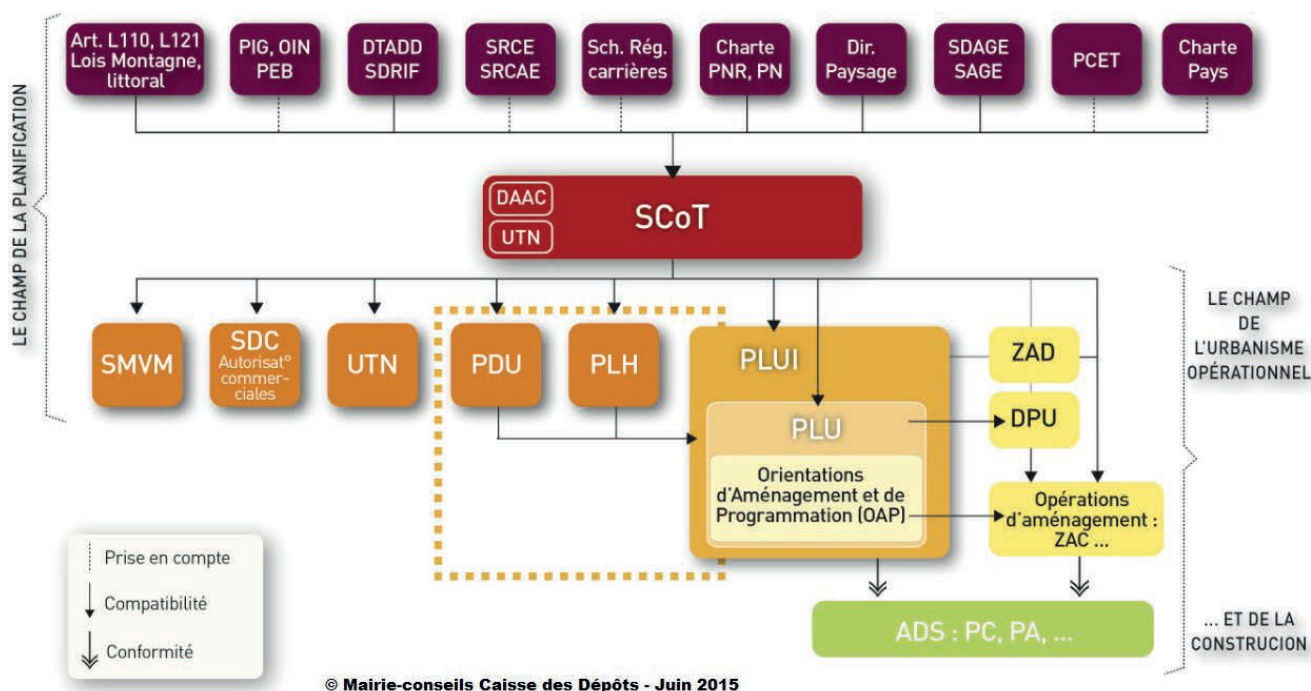 LE CHAMP DE LA PLANIFICATION
Art. L110, L121
Lois Montagne,
littoral
PIG, OIN
PEB
DTADD
SDRIF
SRCE
SRCAE
Sch. Rég.
carrières
Charte
PNR, PN
Dir.
Paysage
SDAGE
SAGE
PCET
Charte
Pays
DAAC
UTN
SCoT
SMVM
SDC
Autorisat°
commer-
ciales
UTN
PDU
PLH
PLUI
PLU
Orientations
d'Aménagement et de
Programmation (OAP)
ZAD
DPU
Opérations
d'aménagement :
ZAC ...
LE CHAMP
DE
L'URBANISME
OPÉRATIONNEL
... ET DE LA
CONSTRUCION
ADS : PC, PA, ...
Prise en compte
Compatibilité
Conformité
© Mairie-conseils Caisse des Dépôts - Juin 2015